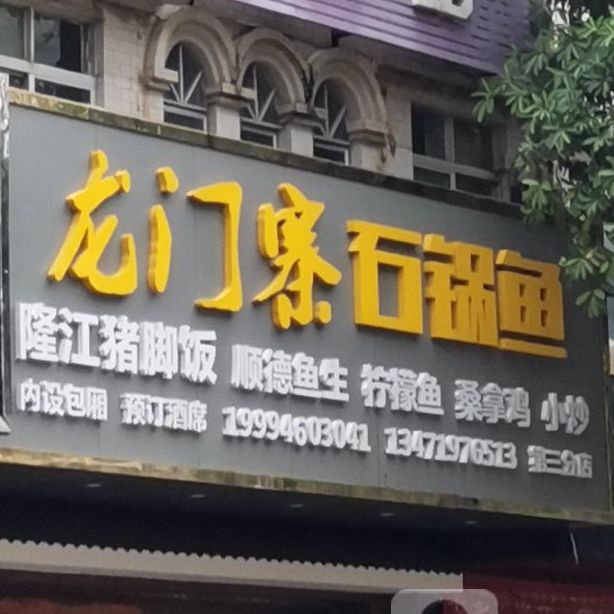 龙门寨石锅鱼
隆江猪脚饭 顺德鱼生 柠檬鱼 桑拿鸡 小炒
内设包厢 预订酒席 19994603041 13471976513 第三分店